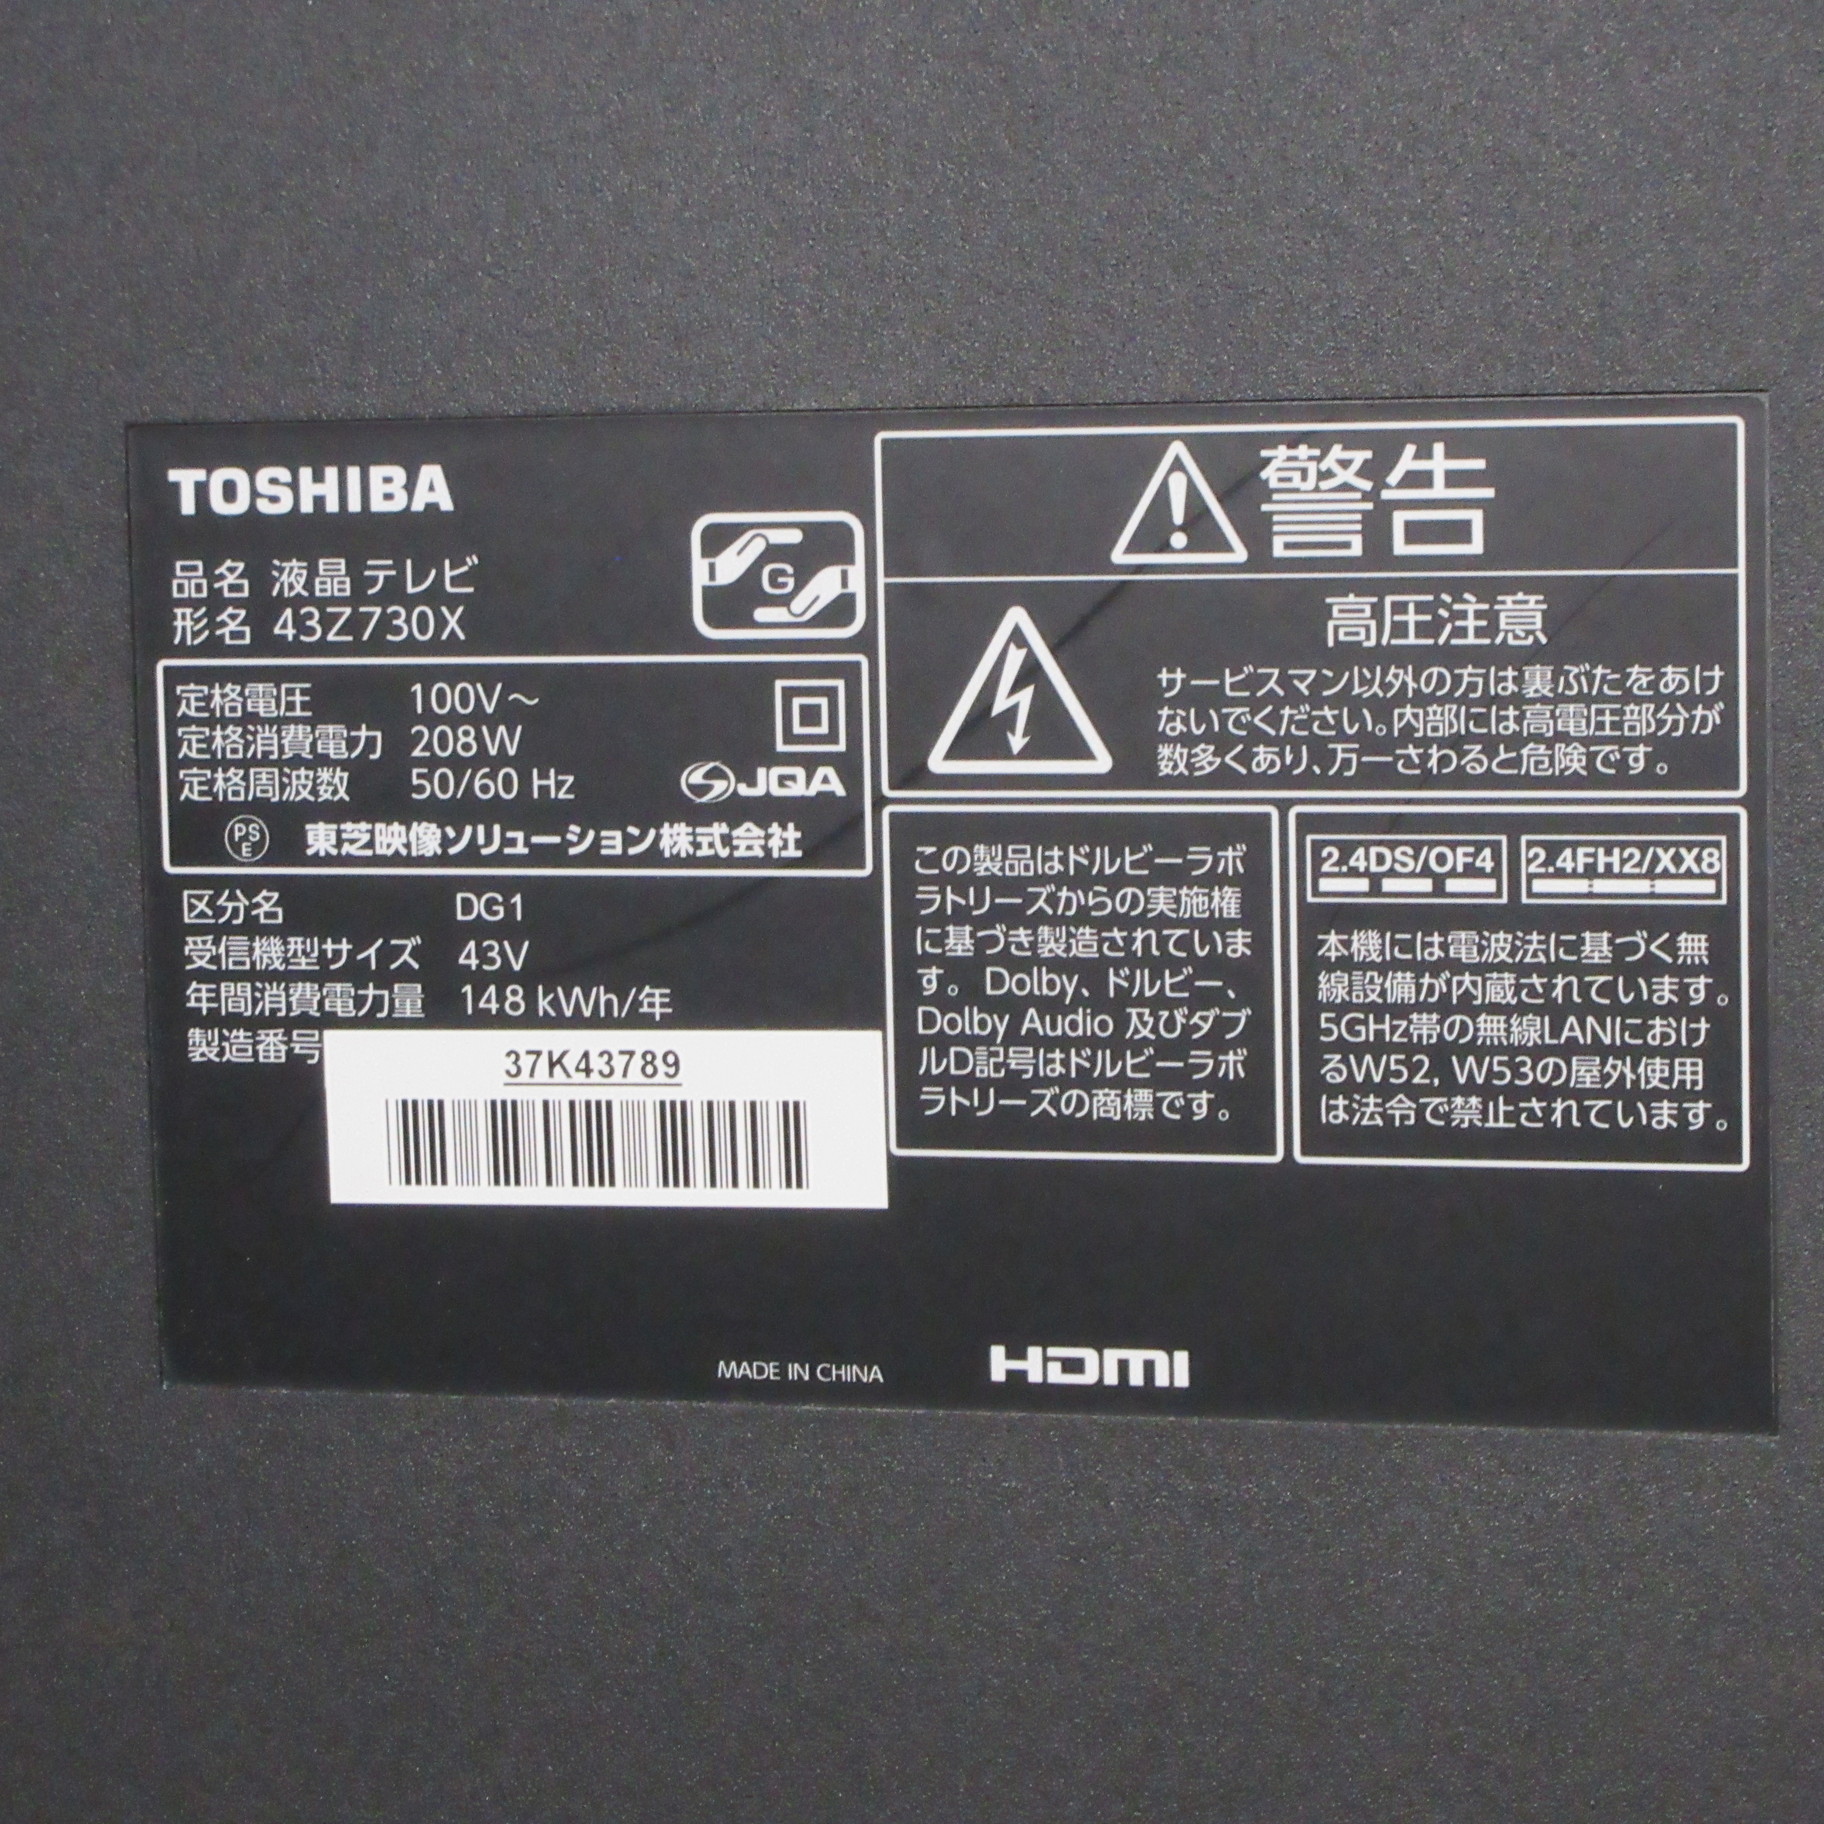 TOSHIBA
品名 液晶テレビ
形名 43Z730X
G
定格電圧 100V～
定格消費電力 208W
定格周波数 50/60 Hz
JQA
PS
E
東芝映像ソリューション株式会社
区分名 DG1
受信機型サイズ 43V
年間消費電力量 148 kWh/年
製造番号
37K43789
警告
高圧注意
サービスマン以外の方は裏ぶたをあけ
ないでください。内部には高電圧部分が
数多くあり、万一さわると危険です。
この製品はドルビーラボ
ラトリーズからの実施権
に基づき製造されていま
す。Dolby、ドルビー、
Dolby Audio 及びダブ
ルD記号はドルビーラボ
ラトリーズの商標です。
2.4DS/OF4
2.4FH2/XX8
本機には電波法に基づく無
線設備が内蔵されています。
5GHz帯の無線LANにおけ
るW52, W53の屋外使用
は法令で禁止されています。
MADE IN CHINA
HDMI